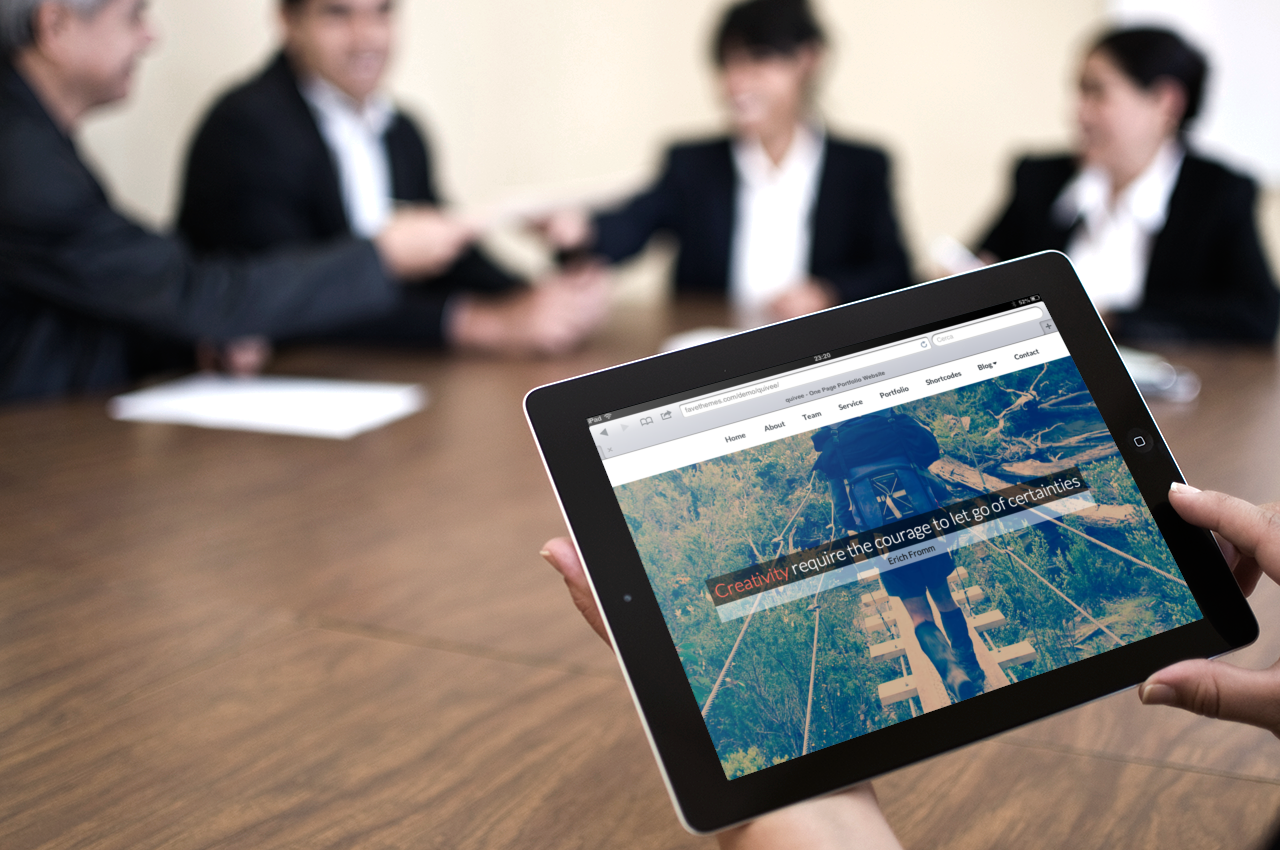 iPad
23:20
92%
favethemes.com/demo/quivee/
Cerca
quivee - One Page Portfolio Website
Home About Team Service Portfolio Shortcodes Blog Contact
Creativity require the courage to let go of certainties
Erich Fromm